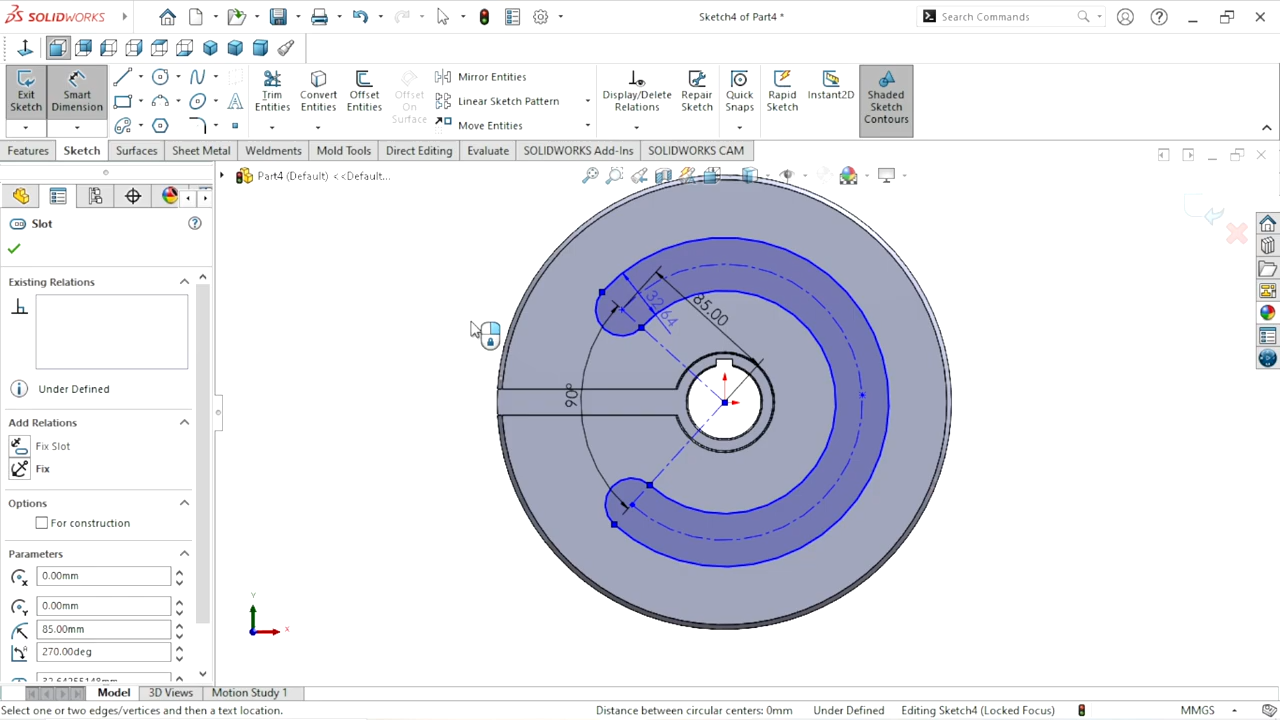 SOLIDWORKS
Sketch4 of Part4 *
Search Commands
Exit Sketch
Smart Dimension
Trim Entities
Convert Entities
Offset Entities
Offset On Surface
Mirror Entities
Linear Sketch Pattern
Move Entities
Display/Delete Relations
Repair Sketch
Quick Snaps
Rapid Sketch
Instant2D
Shaded Sketch Contours
Features
Sketch
Surfaces
Sheet Metal
Weldments
Mold Tools
Direct Editing
Evaluate
SOLIDWORKS Add-Ins
SOLIDWORKS CAM
Part4 (Default) <<Default...
Slot
Existing Relations
Under Defined
Add Relations
Fix Slot
Fix
Options
For construction
Parameters
0.00mm
0.00mm
85.00mm
270.00deg
32.64
85.00
90°
Y
X
Model
3D Views
Motion Study 1
Select one or two edges/vertices and then a text location.
Distance between circular centers: 0mm
Under Defined
Editing Sketch4 (Locked Focus)
MMGS